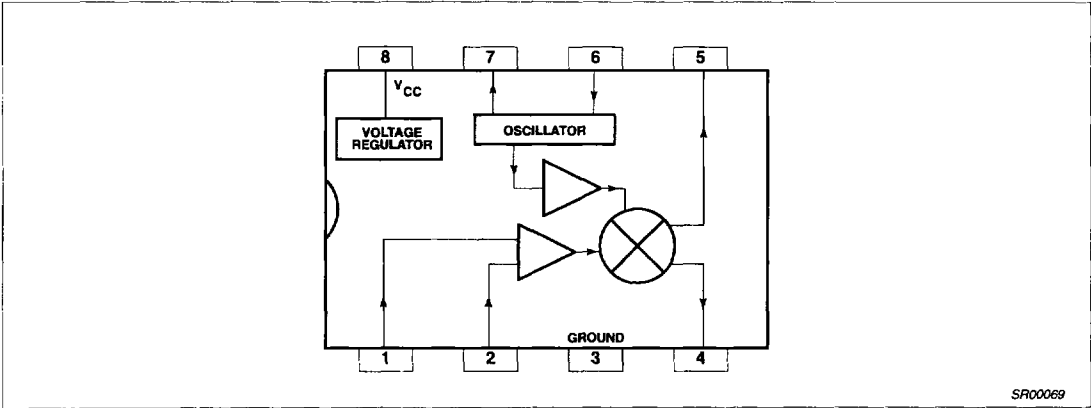 8 7 6 5
VCC
VOLTAGE
REGULATOR
OSCILLATOR
GROUND
1 2 3 4
SR00069